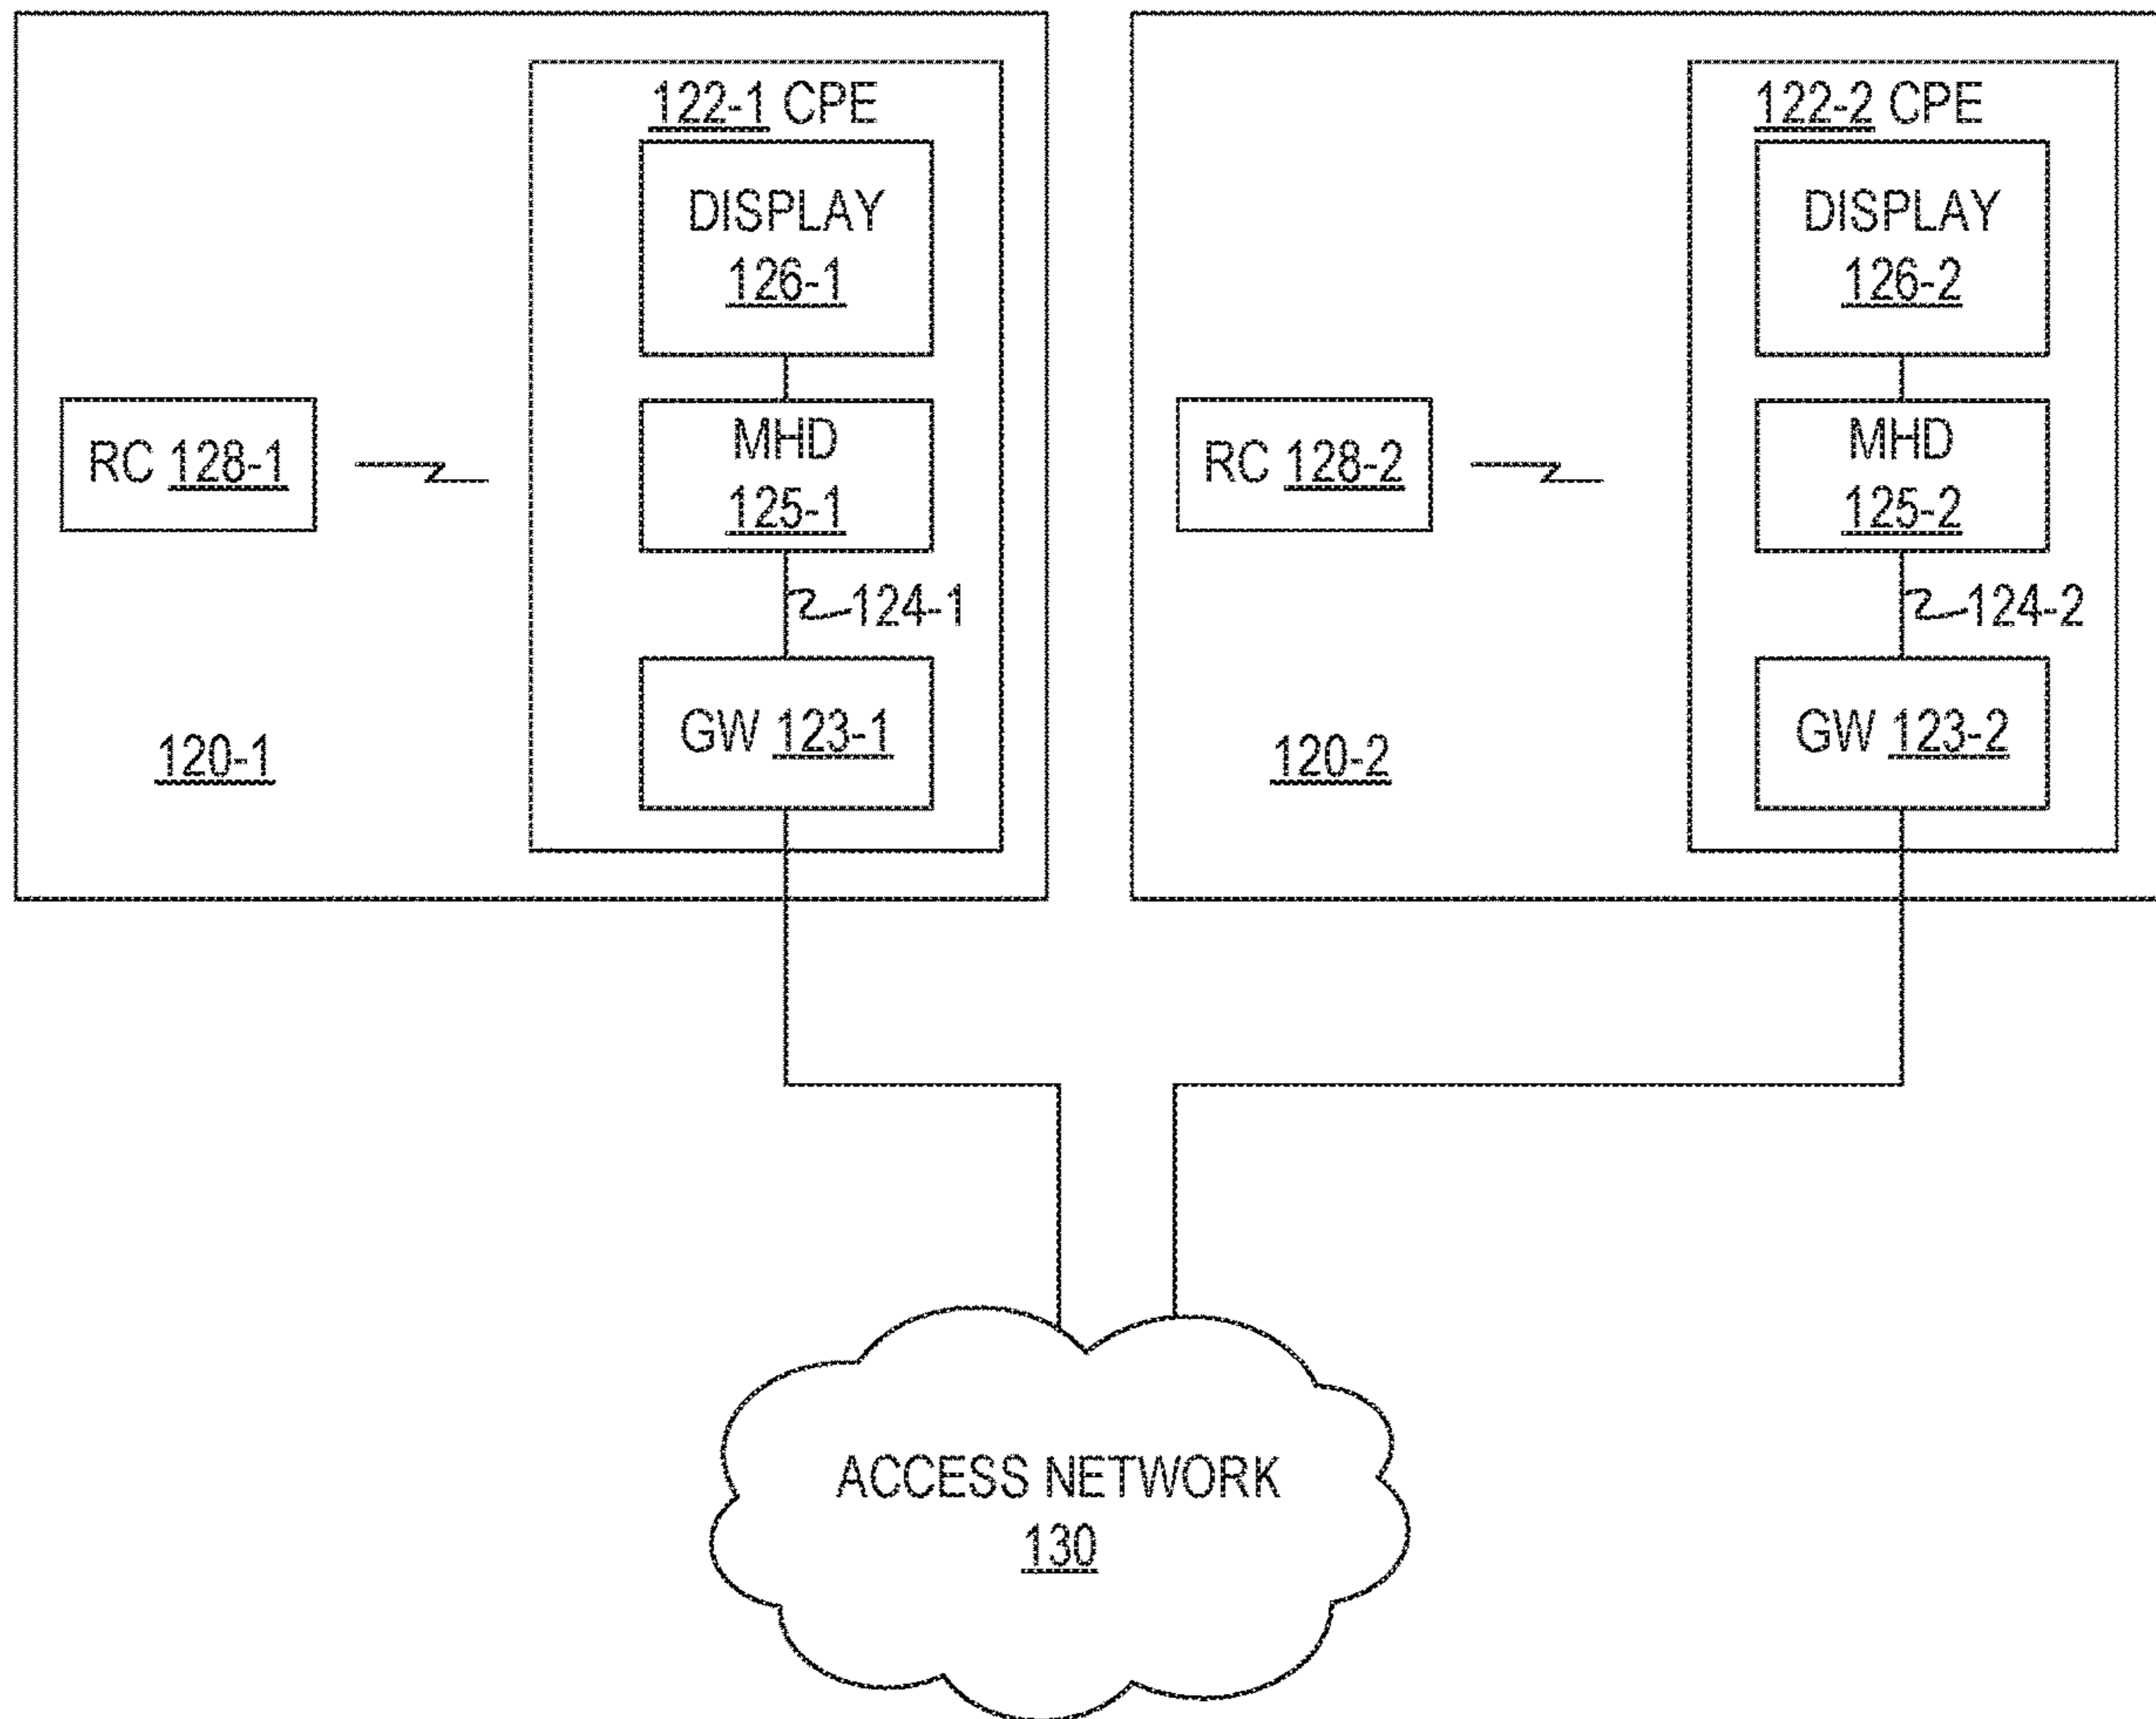 122-1 CPE
DISPLAY
126-1
RC 128-1
MHD
125-1
124-1
GW 123-1
120-1
122-2 CPE
DISPLAY
126-2
RC 128-2
MHD
125-2
124-2
GW 123-2
120-2
ACCESS NETWORK
130